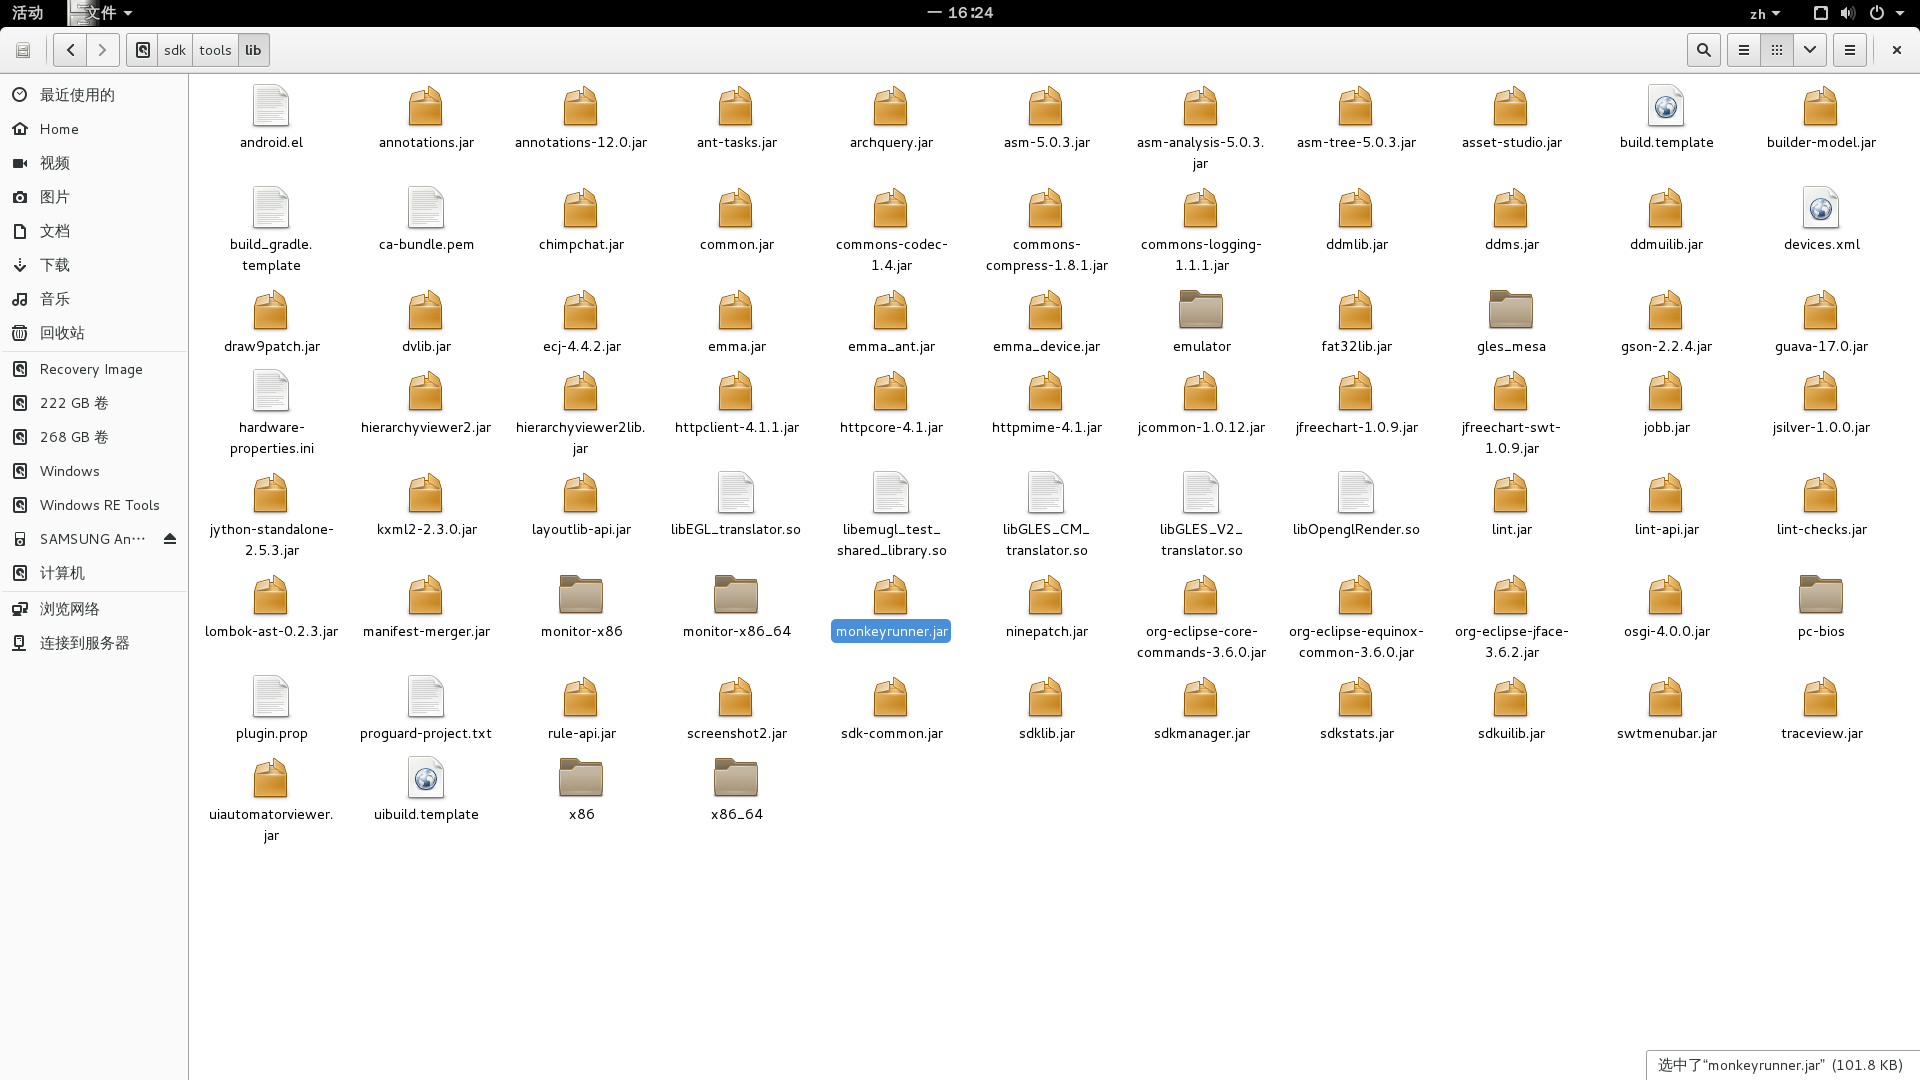 活动
文件
一 16:24
zh
sdk
tools
lib
最近使用的
Home
视频
图片
文档
下载
音乐
回收站
Recovery Image
222 GB 卷
268 GB 卷
Windows
Windows RE Tools
SAMSUNG An…
计算机
浏览网络
连接到服务器
android.el
annotations.jar
annotations-12.0.jar
ant-tasks.jar
archquery.jar
asm-5.0.3.jar
asm-analysis-5.0.3.
jar
asm-tree-5.0.3.jar
asset-studio.jar
build.template
builder-model.jar
build_gradle.
template
ca-bundle.pem
chimpchat.jar
common.jar
commons-codec-
1.4.jar
commons-
compress-1.8.1.jar
commons-logging-
1.1.1.jar
ddmlib.jar
ddms.jar
ddmuilib.jar
devices.xml
draw9patch.jar
dvlib.jar
ecj-4.4.2.jar
emma.jar
emma_ant.jar
emma_device.jar
emulator
fat32lib.jar
gles_mesa
gson-2.2.4.jar
guava-17.0.jar
hardware-
properties.ini
hierarchyviewer2.jar
hierarchyviewer2lib.
jar
httpclient-4.1.1.jar
httpcore-4.1.jar
httpmime-4.1.jar
jcommon-1.0.12.jar
jfreechart-1.0.9.jar
jfreechart-swt-
1.0.9.jar
jobb.jar
jsilver-1.0.0.jar
jython-standalone-
2.5.3.jar
kxml2-2.3.0.jar
layoutlib-api.jar
libEGL_translator.so
libemugl_test_
shared_library.so
libGLES_CM_
translator.so
libGLES_V2_
translator.so
libOpenglRender.so
lint.jar
lint-api.jar
lint-checks.jar
lombok-ast-0.2.3.jar
manifest-merger.jar
monitor-x86
monitor-x86_64
monkeyrunner.jar
ninepatch.jar
org-eclipse-core-
commands-3.6.0.jar
org-eclipse-equinox-
common-3.6.0.jar
org-eclipse-jface-
3.6.2.jar
osgi-4.0.0.jar
pc-bios
plugin.prop
proguard-project.txt
rule-api.jar
screenshot2.jar
sdk-common.jar
sdklib.jar
sdkmanager.jar
sdkstats.jar
sdkuilib.jar
swtmenubar.jar
traceview.jar
uiautomatorviewer.
jar
uibuild.template
x86
x86_64
选中了“monkeyrunner.jar” (101.8 KB)